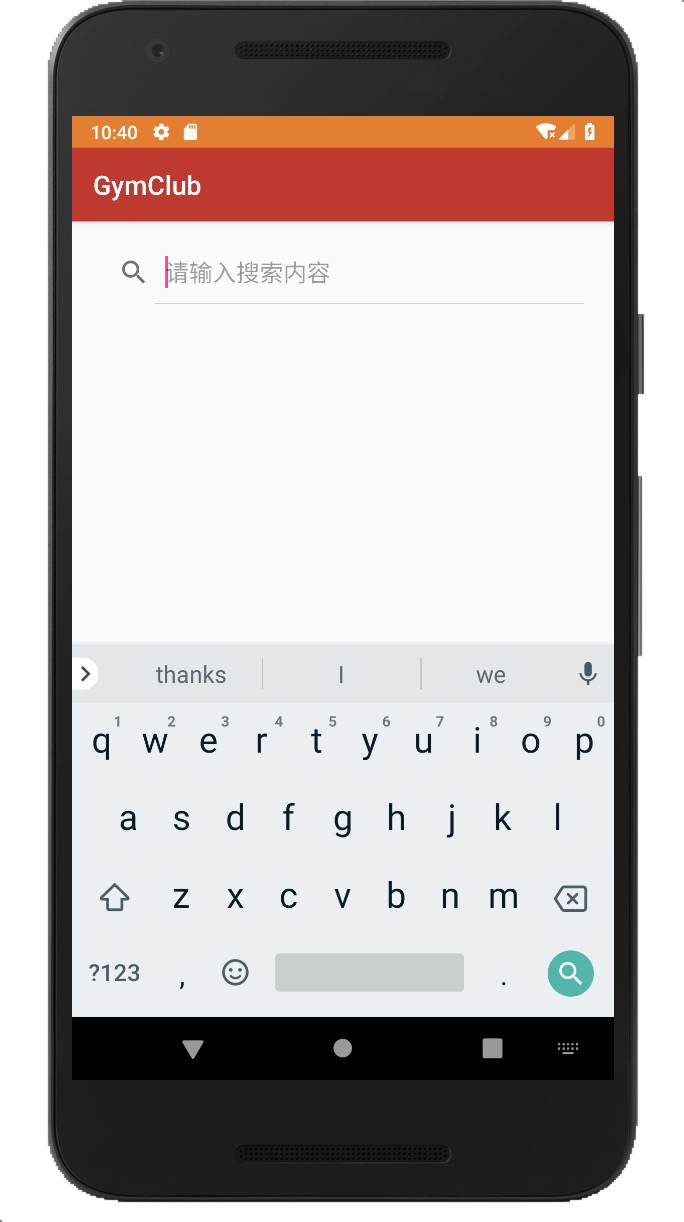 10:40
GymClub
请输入搜索内容
thanks I we
1 2 3 4 5 6 7 8 9 0
q w e r t y u i o p
a s d f g h j k l
z x c v b n m
?123 , .